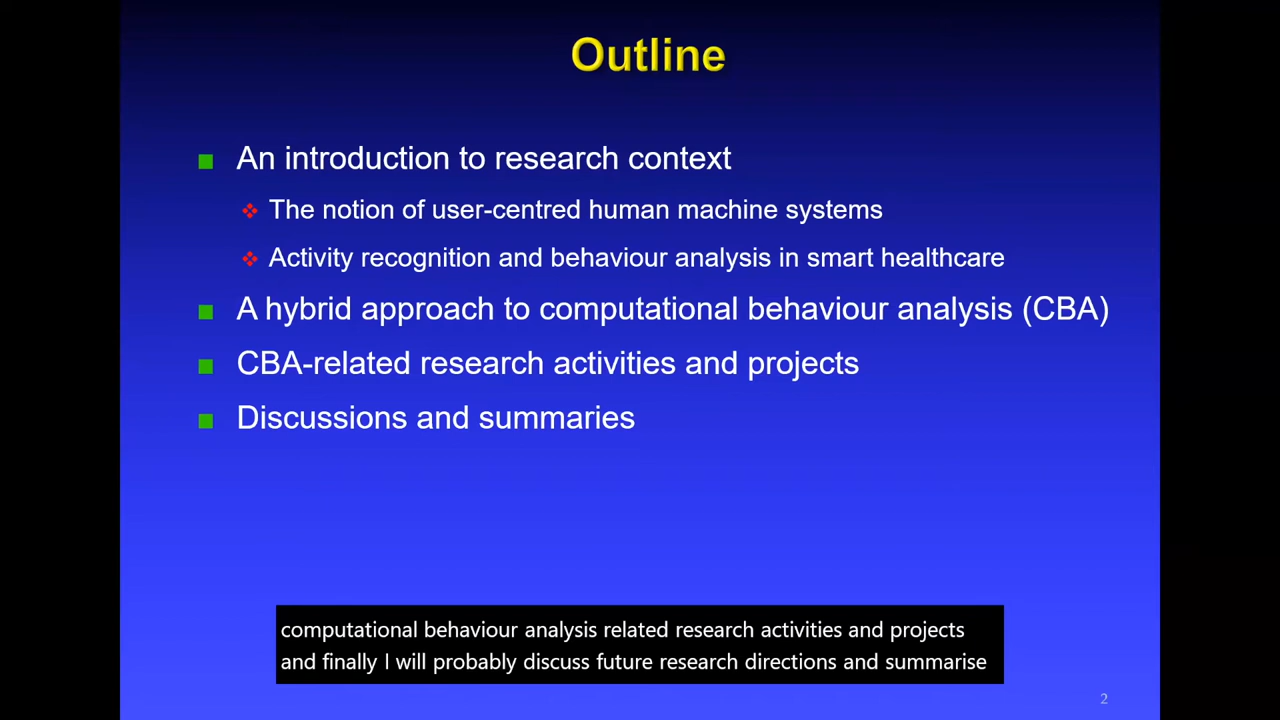 Outline
An introduction to research context
The notion of user-centred human machine systems
Activity recognition and behaviour analysis in smart healthcare
A hybrid approach to computational behaviour analysis (CBA)
CBA-related research activities and projects
Discussions and summaries
computational behaviour analysis related research activities and projects
and finally I will probably discuss future research directions and summarise
2